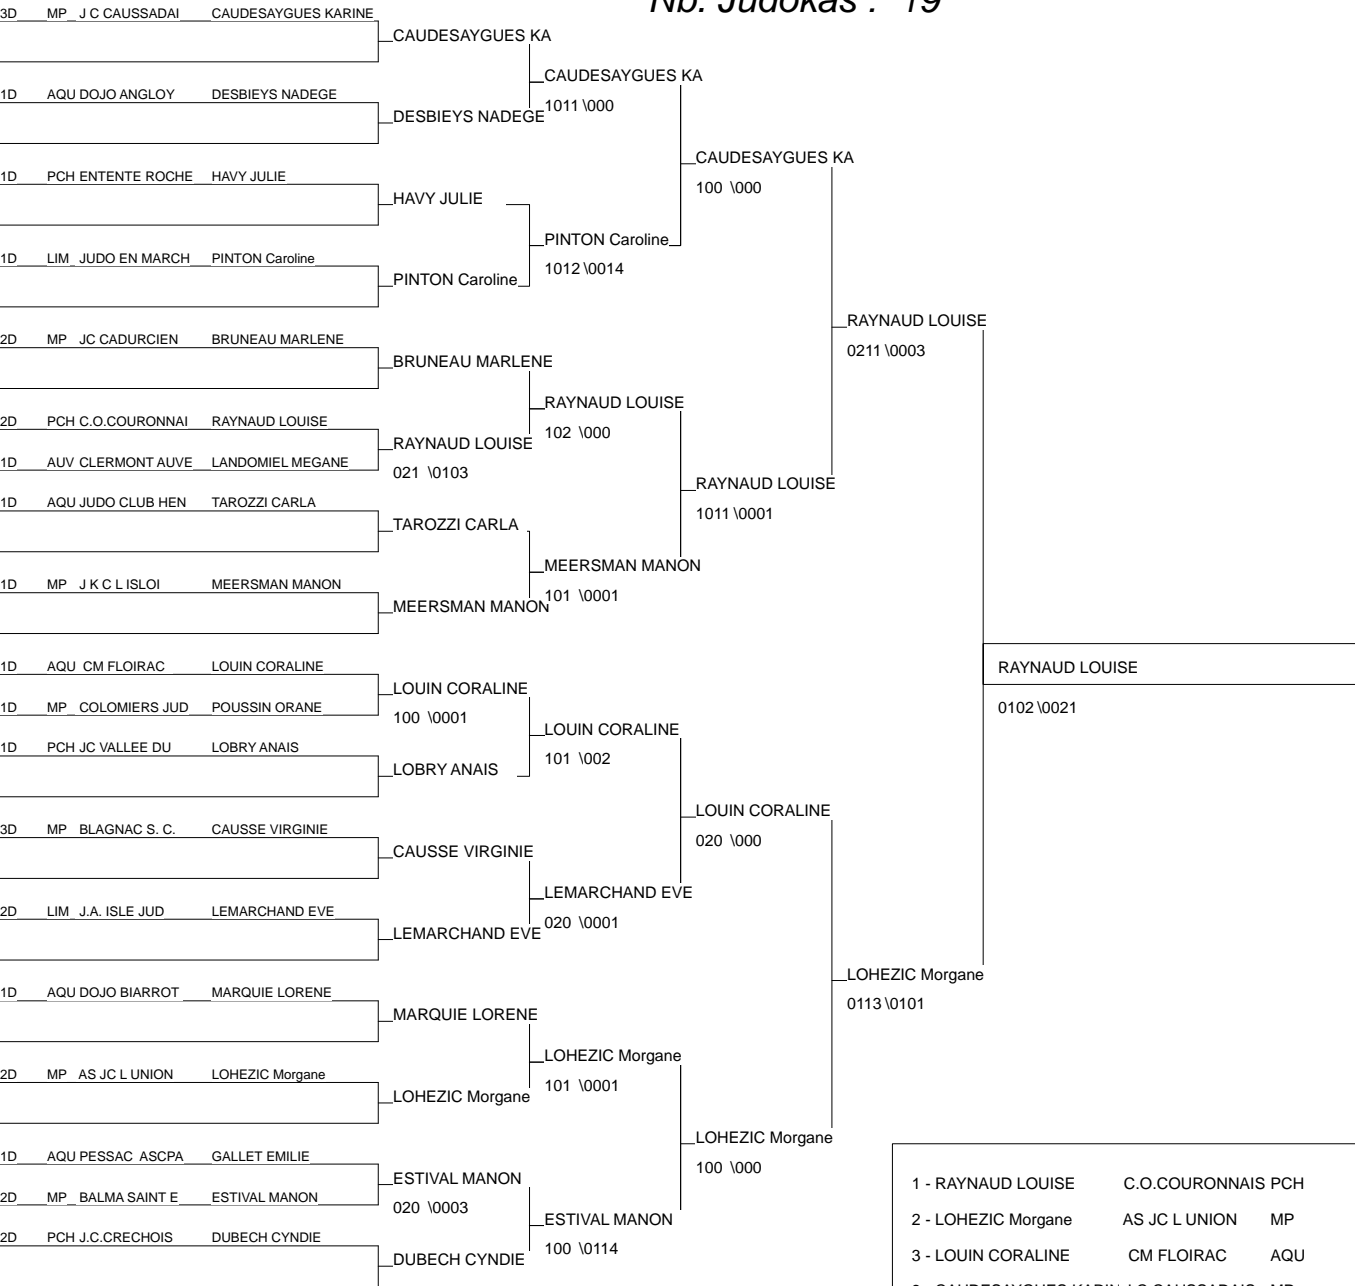 Nb. Judokas : 19
3D MP J C CAUSSADAI CAUDESAYGUES KARINE
CAUDESAYGUES KA
CAUDESAYGUES KA
1D AQU DOJO ANGLOY DESBIEYS NADEGE
1011 \000
DESBIEYS NADEGE
CAUDESAYGUES KA
1D PCH ENTENTE ROCHE HAVY JULIE
100 \000
HAVY JULIE
PINTON Caroline
1D LIM JUDO EN MARCH PINTON Caroline
1012 \0014
PINTON Caroline
RAYNAUD LOUISE
2D MP JC CADURCIEN BRUNEAU MARLENE
0211 \0003
BRUNEAU MARLENE
RAYNAUD LOUISE
2D PCH C.O.COURONNAI RAYNAUD LOUISE
102 \000
RAYNAUD LOUISE
1D AUV CLERMONT AUVE LANDOMIEL MEGANE
021 \0103
RAYNAUD LOUISE
1D AQU JUDO CLUB HEN TAROZZI CARLA
1011 \0001
TAROZZI CARLA
MEERSMAN MANON
1D MP J K C L ISLOI MEERSMAN MANON
101 \0001
MEERSMAN MANON
1D AQU CM FLOIRAC LOUIN CORALINE
RAYNAUD LOUISE
LOUIN CORALINE
1D MP COLOMIERS JUD POUSSIN ORANE
0102 \0021
100 \0001
LOUIN CORALINE
1D PCH JC VALLEE DU LOBRY ANAIS
101 \002
LOBRY ANAIS
LOUIN CORALINE
3D MP BLAGNAC S. C. CAUSSE VIRGINIE
020 \000
CAUSSE VIRGINIE
LEMARCHAND EVE
2D LIM J.A. ISLE JUD LEMARCHAND EVE
020 \0001
LEMARCHAND EVE
LOHEZIC Morgane
1D AQU DOJO BIARROT MARQUIE LORENE
0113 \0101
MARQUIE LORENE
LOHEZIC Morgane
2D MP AS JC L UNION LOHEZIC Morgane
101 \0001
LOHEZIC Morgane
LOHEZIC Morgane
1D AQU PESSAC ASCPA GALLET EMILIE
100 \000
ESTIVAL MANON
2D MP BALMA SAINT E ESTIVAL MANON
020 \0003
ESTIVAL MANON
2D PCH J.C.CRECHOIS DUBECH CYNDIE
100 \0114
DUBECH CYNDIE
1 - RAYNAUD LOUISE C.O.COURONNAIS PCH
2 - LOHEZIC Morgane AS JC L UNION MP
3 - LOUIN CORALINE CM FLOIRAC AQU